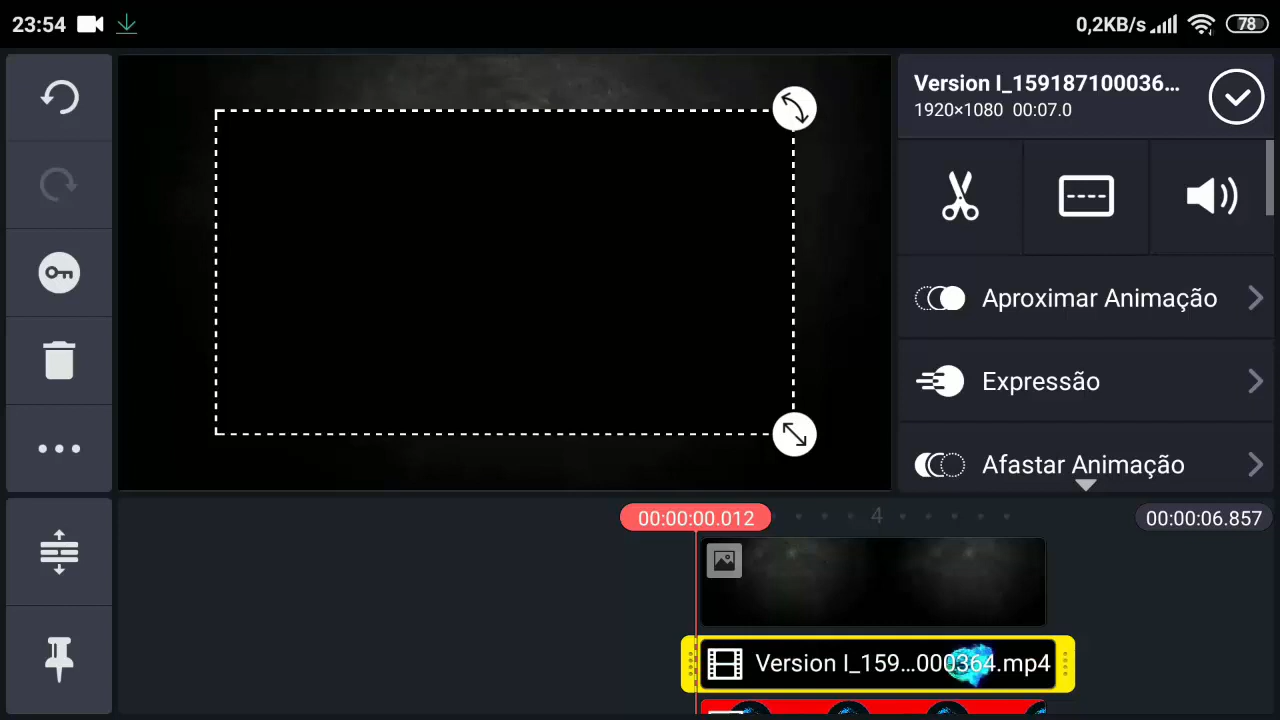 23:54
0,2KB/s
78
Version I_159187100036...
1920×1080 00:07.0
Aproximar Animação
Expressão
Afastar Animação
00:00:00.012
4
00:00:06.857
Version I_159...000364.mp4